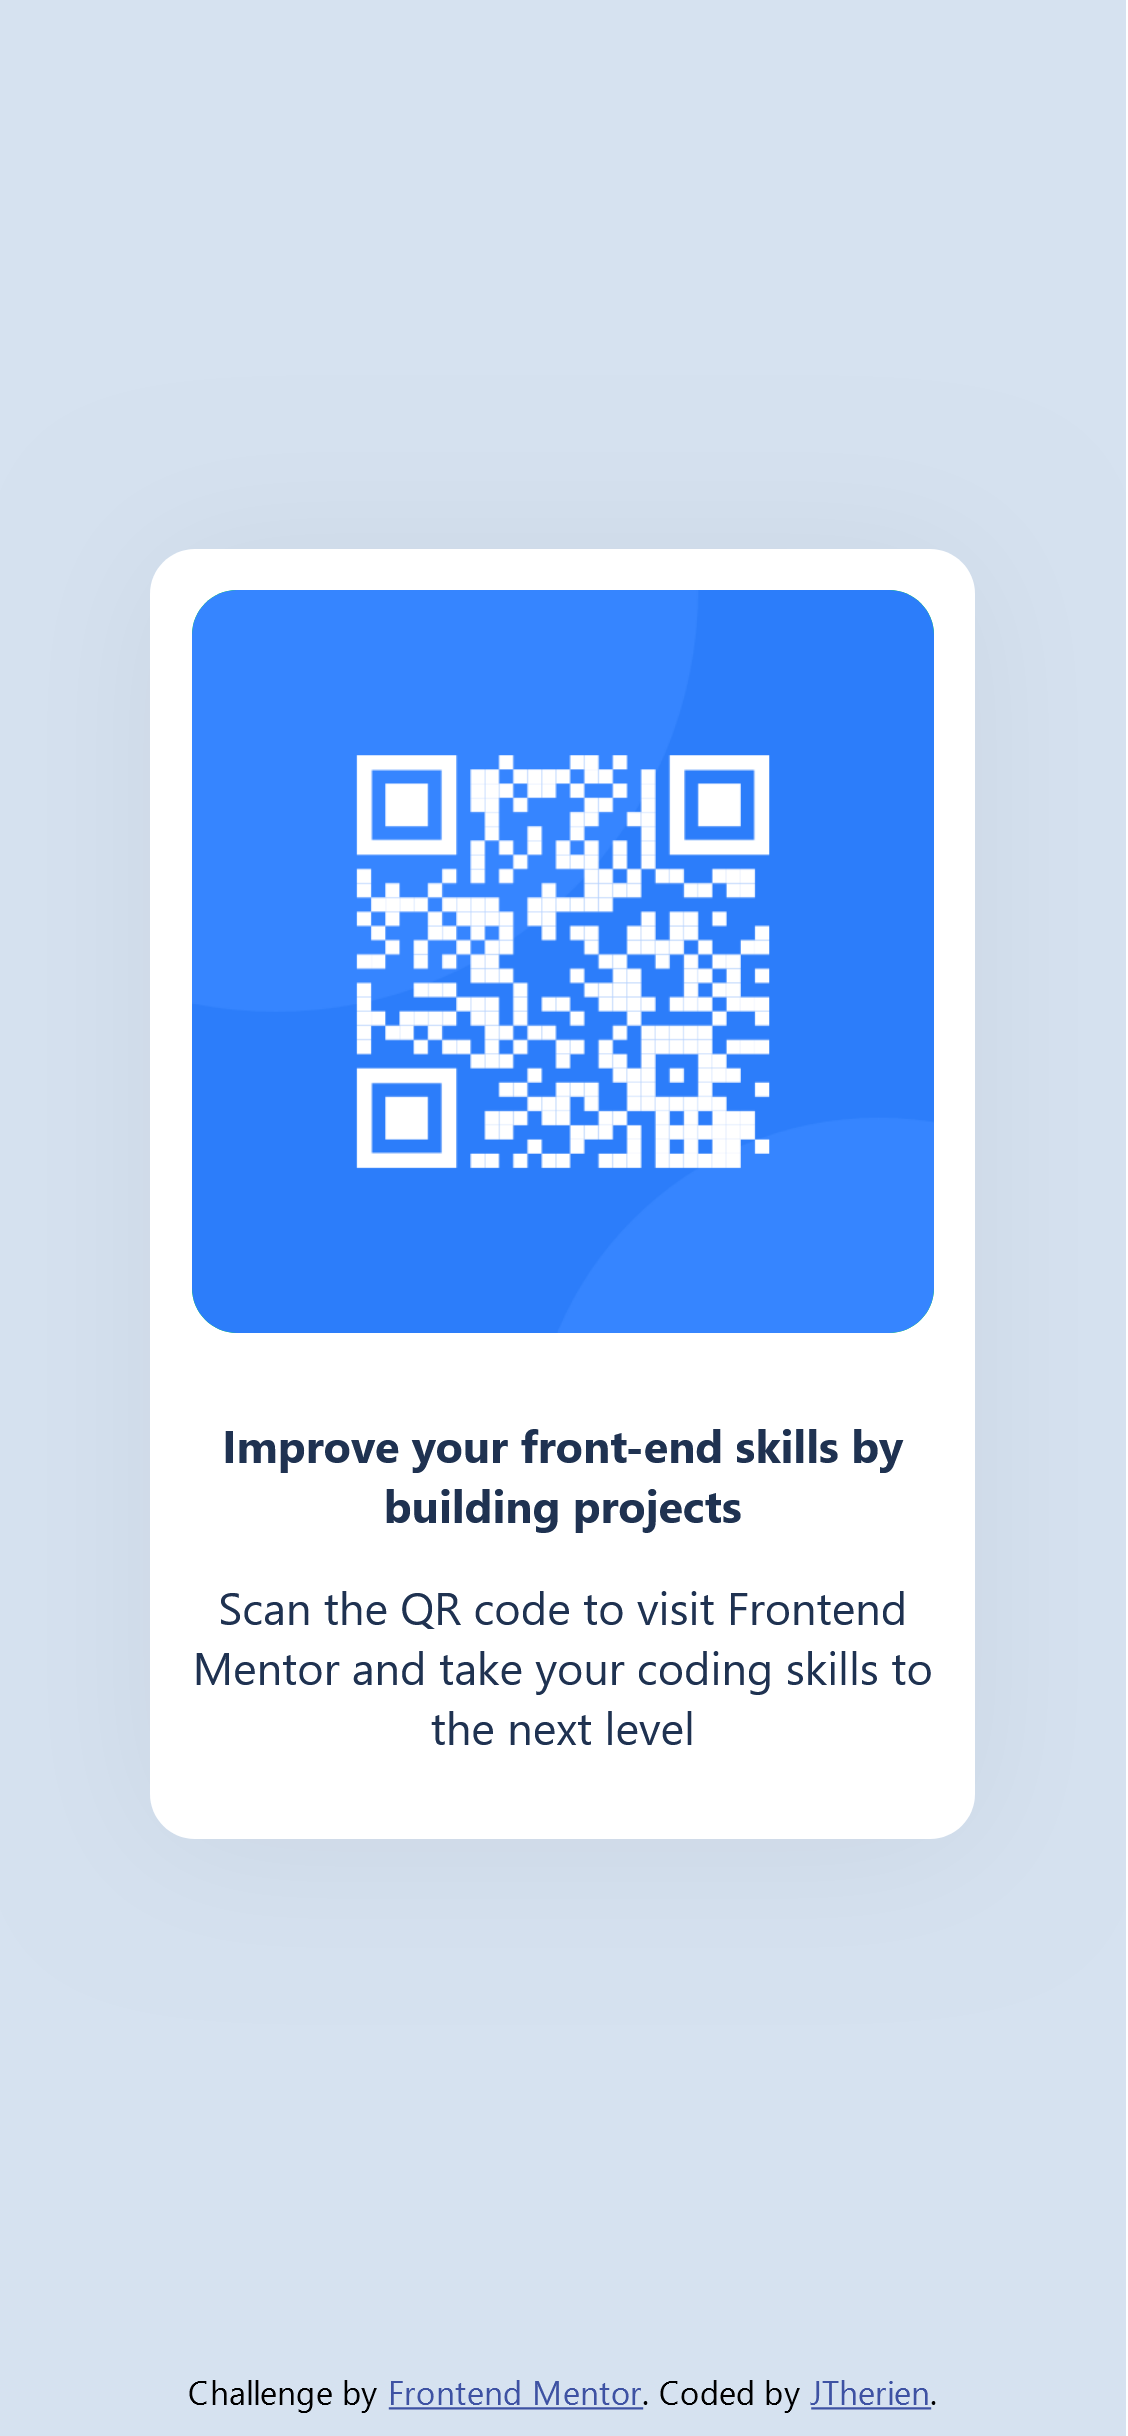 Improve your front-end skills by
building projects
Scan the QR code to visit Frontend
Mentor and take your coding skills to
the next level
Challenge by Frontend Mentor. Coded by JTherien.